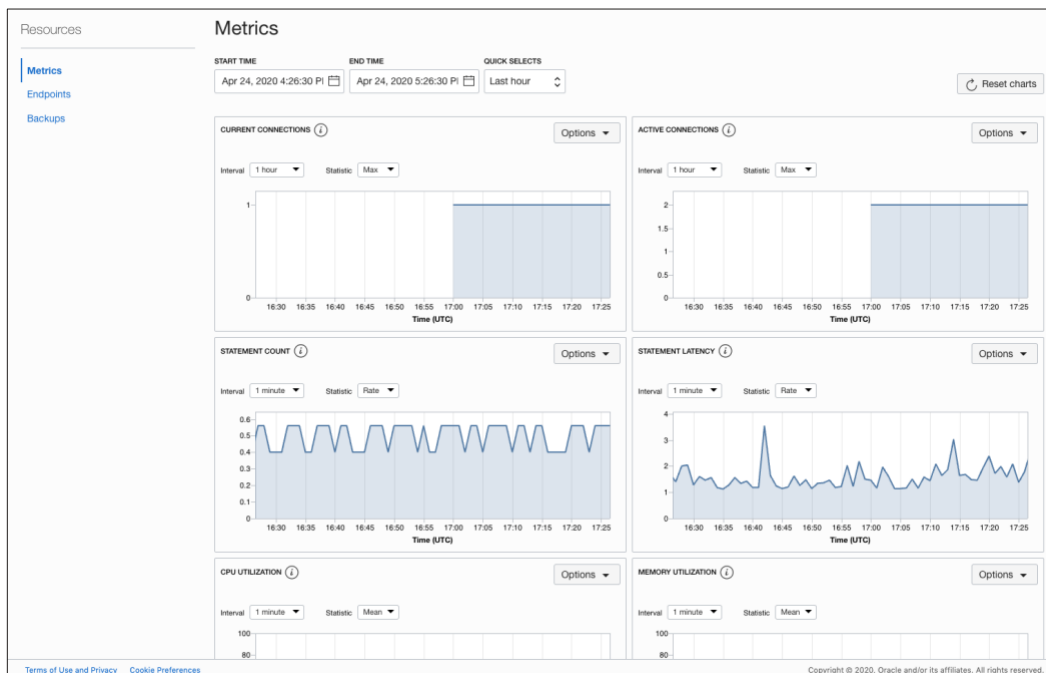 Resources
Metrics
Endpoints
Backups
Metrics
START TIME END TIME QUICK SELECTS
Apr 24, 2020 4:26:30 PI Apr 24, 2020 5:26:30 PI Last hour
Reset charts
CURRENT CONNECTIONS i Options
Interval 1 hour Statistic Max
1
0
16:30 16:35 16:40 16:45 16:50 16:55 17:00 17:05 17:10 17:15 17:20 17:25
Time (UTC)
ACTIVE CONNECTIONS i Options
Interval 1 hour Statistic Max
2
1.5
1
0.5
0
16:30 16:35 16:40 16:45 16:50 16:55 17:00 17:05 17:10 17:15 17:20 17:25
Time (UTC)
STATEMENT COUNT i Options
Interval 1 minute Statistic Rate
0.6
0.5
0.4
0.3
0.2
0.1
0
16:30 16:35 16:40 16:45 16:50 16:55 17:00 17:05 17:10 17:15 17:20 17:25
Time (UTC)
STATEMENT LATENCY i Options
Interval 1 minute Statistic Rate
4
3
2
1
0
16:30 16:35 16:40 16:45 16:50 16:55 17:00 17:05 17:10 17:15 17:20 17:25
Time (UTC)
CPU UTILIZATION i Options
Interval 1 minute Statistic Mean
100
80
MEMORY UTILIZATION i Options
Interval 1 minute Statistic Mean
100
80
Terms of Use and Privacy Cookie Preferences
Copyright © 2020, Oracle and/or its affiliates. All rights reserved.